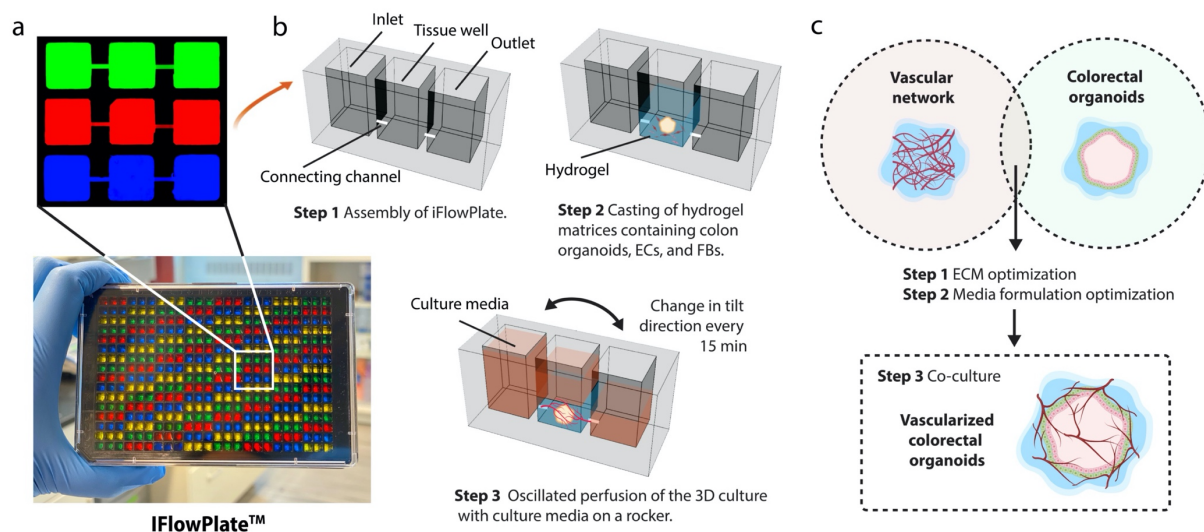 a
IFlowPlate™
b
Inlet
Tissue well
Outlet
Connecting channel
Step 1 Assembly of iFlowPlate.
Hydrogel
Step 2 Casting of hydrogel
matrices containing colon
organoids, ECs, and FBs.
Culture media
Change in tilt
direction every
15 min
Step 3 Oscillated perfusion of the 3D culture
with culture media on a rocker.
c
Vascular
network
Colorectal
organoids
Step 1 ECM optimization
Step 2 Media formulation optimization
Step 3 Co-culture
Vascularized
colorectal
organoids